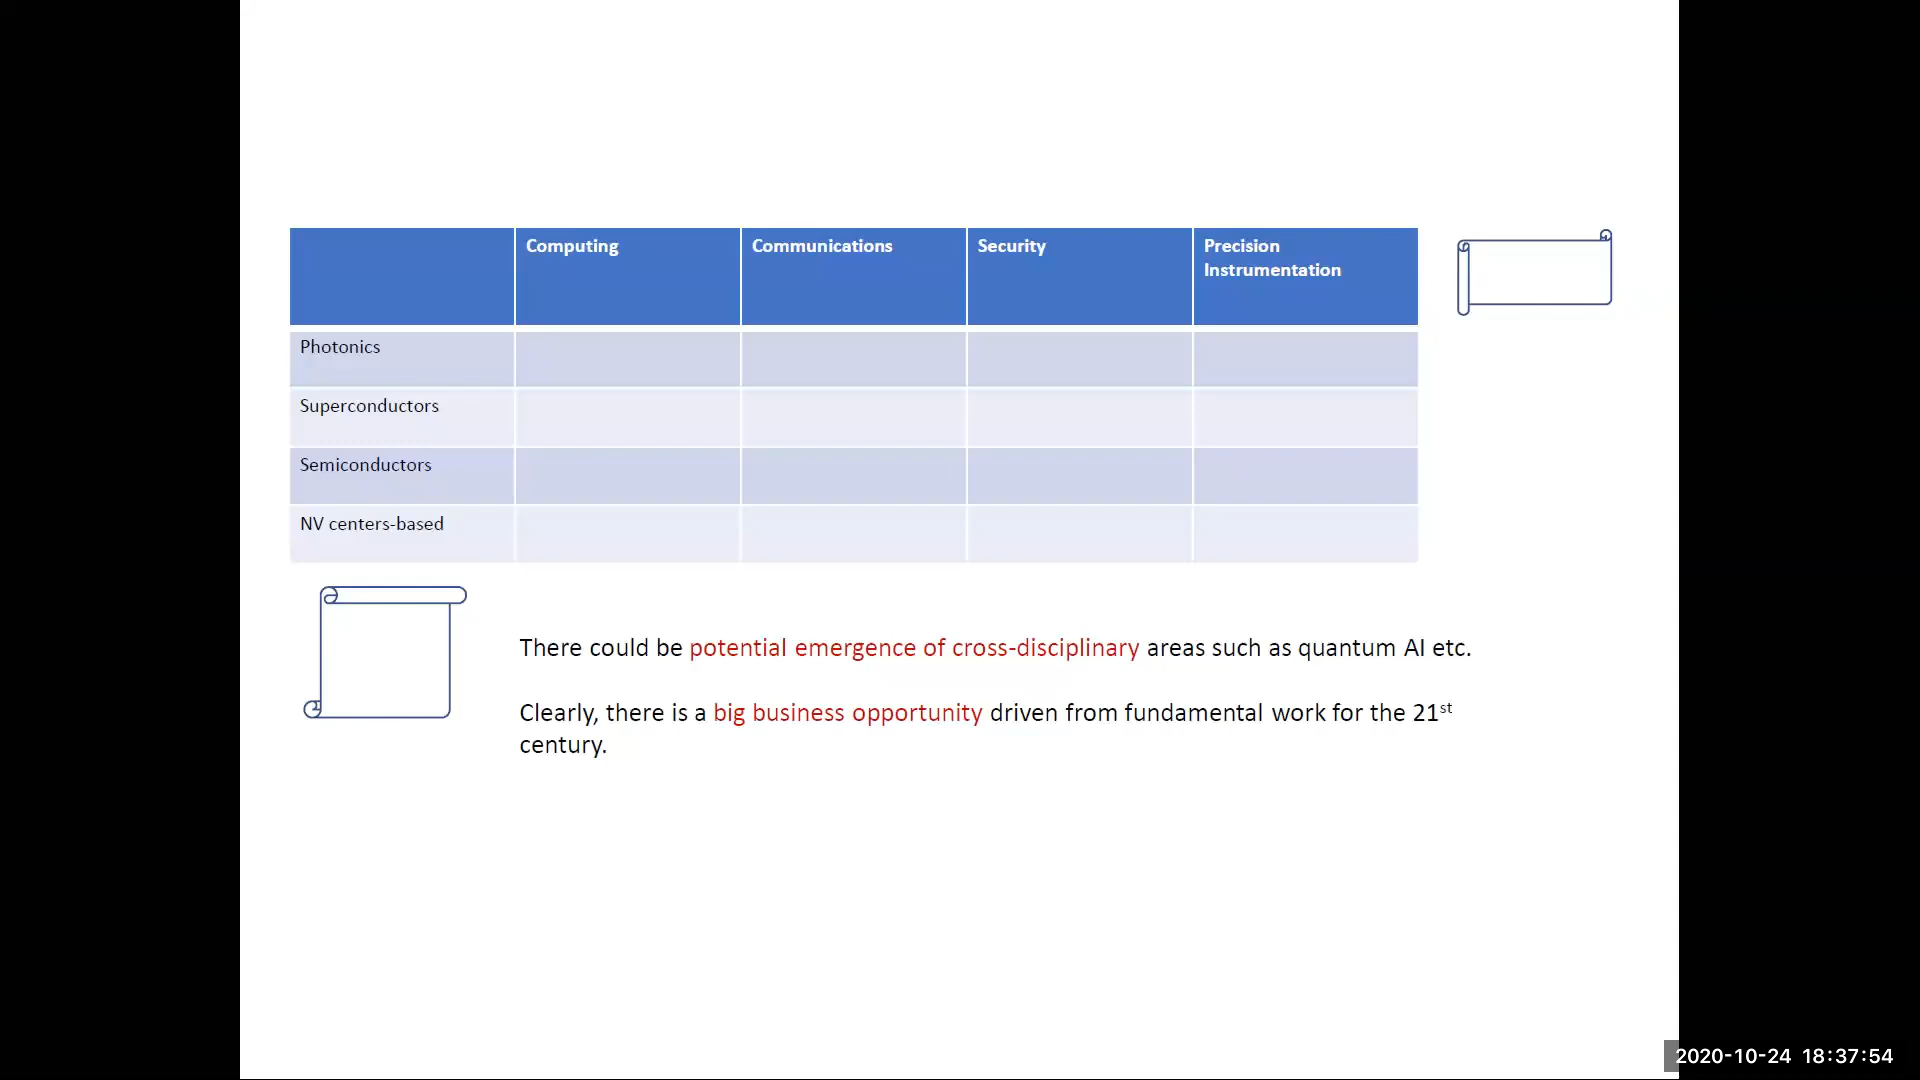 Computing Communications Security Precision
Instrumentation
Photonics
Superconductors
Semiconductors
NV centers-based
There could be potential emergence of cross-disciplinary areas such as quantum AI etc.
Clearly, there is a big business opportunity driven from fundamental work for the 21st
century.
2020-10-24 18:37:54